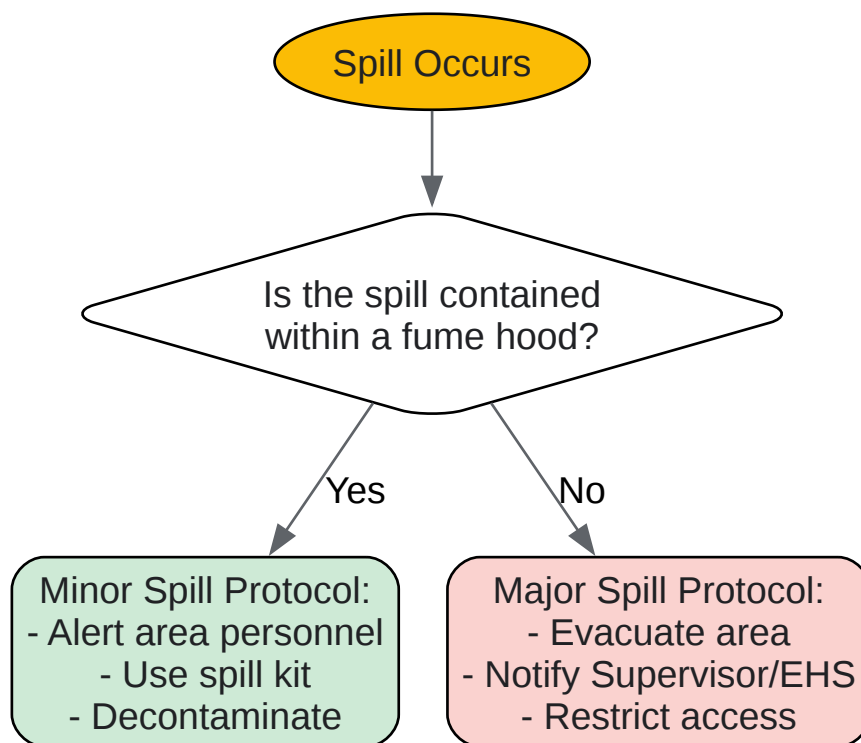 Spill Occurs
Is the spill contained
within a fume hood?
Yes
No
Minor Spill Protocol:
- Alert area personnel
- Use spill kit
- Decontaminate
Major Spill Protocol:
- Evacuate area
- Notify Supervisor/EHS
- Restrict access